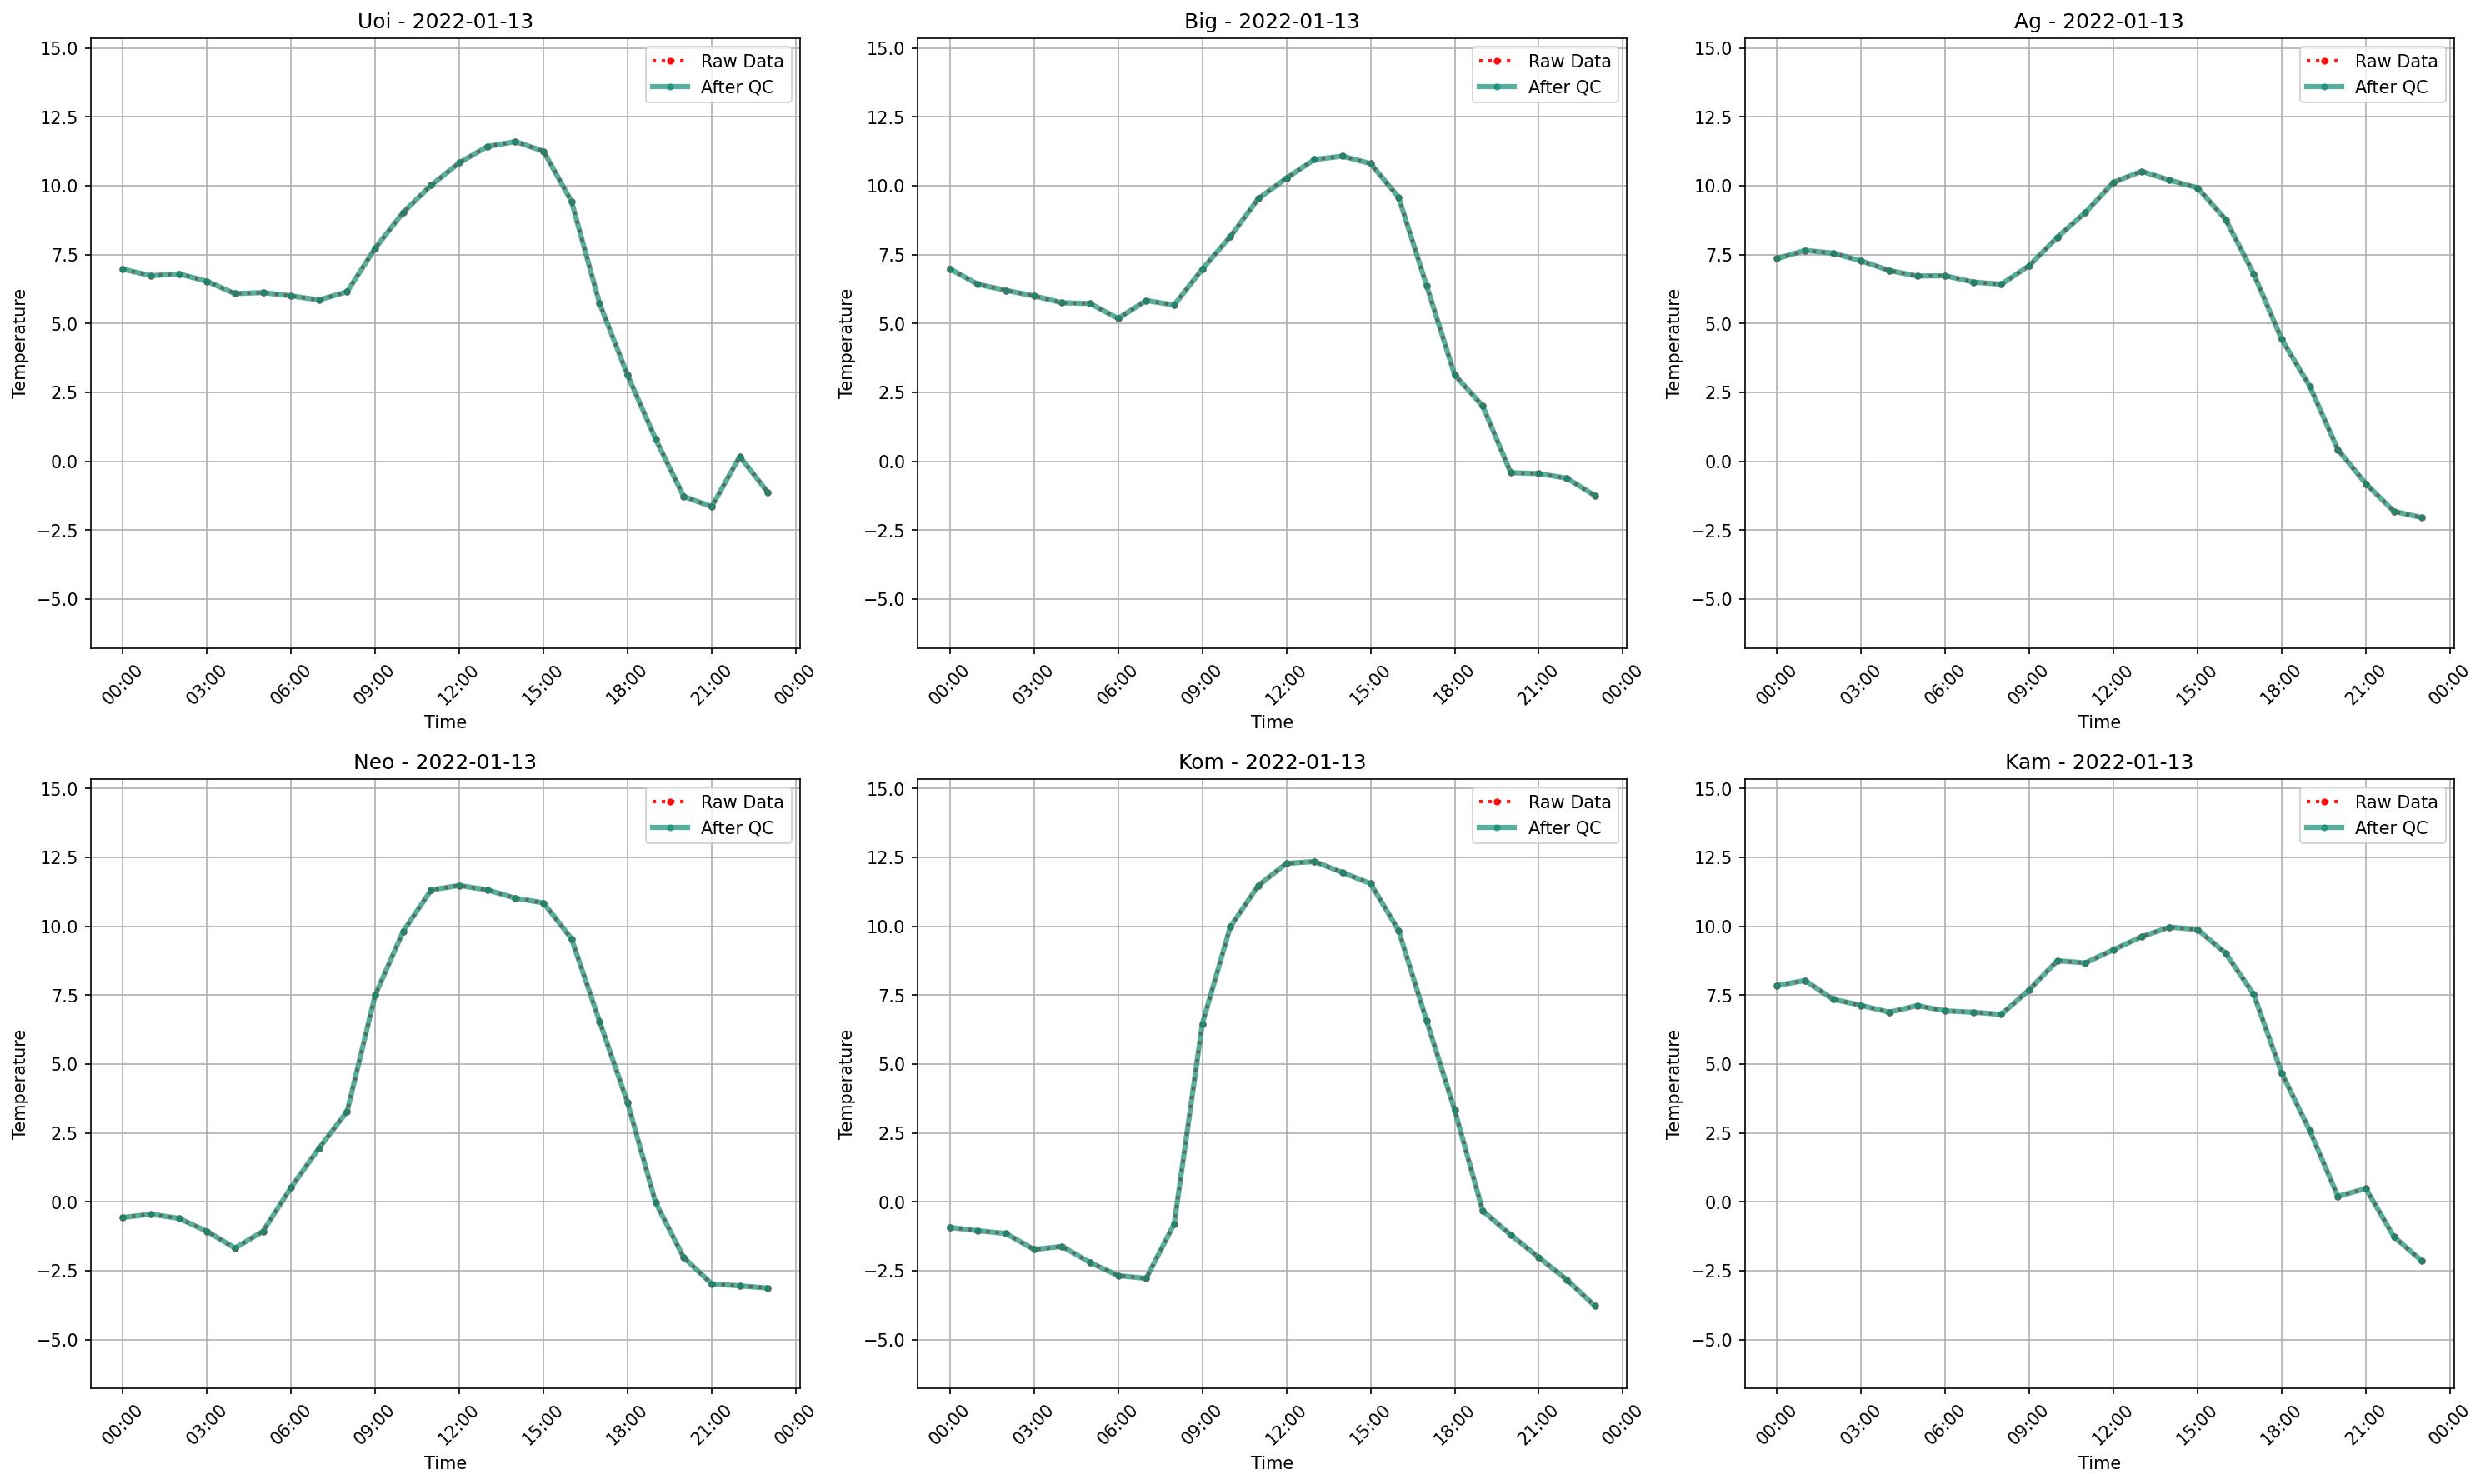 Uoi - 2022-01-13
15.0
12.5
10.0
7.5
5.0
2.5
0.0
−2.5
−5.0
Temperature
Raw Data
After QC
00:00 03:00 06:00 09:00 12:00 15:00 18:00 21:00 00:00
Time
Big - 2022-01-13
15.0
12.5
10.0
7.5
5.0
2.5
0.0
−2.5
−5.0
Temperature
Raw Data
After QC
00:00 03:00 06:00 09:00 12:00 15:00 18:00 21:00 00:00
Time
Ag - 2022-01-13
15.0
12.5
10.0
7.5
5.0
2.5
0.0
−2.5
−5.0
Temperature
Raw Data
After QC
00:00 03:00 06:00 09:00 12:00 15:00 18:00 21:00 00:00
Time
Neo - 2022-01-13
15.0
12.5
10.0
7.5
5.0
2.5
0.0
−2.5
−5.0
Temperature
Raw Data
After QC
00:00 03:00 06:00 09:00 12:00 15:00 18:00 21:00 00:00
Time
Kom - 2022-01-13
15.0
12.5
10.0
7.5
5.0
2.5
0.0
−2.5
−5.0
Temperature
Raw Data
After QC
00:00 03:00 06:00 09:00 12:00 15:00 18:00 21:00 00:00
Time
Kam - 2022-01-13
15.0
12.5
10.0
7.5
5.0
2.5
0.0
−2.5
−5.0
Temperature
Raw Data
After QC
00:00 03:00 06:00 09:00 12:00 15:00 18:00 21:00 00:00
Time